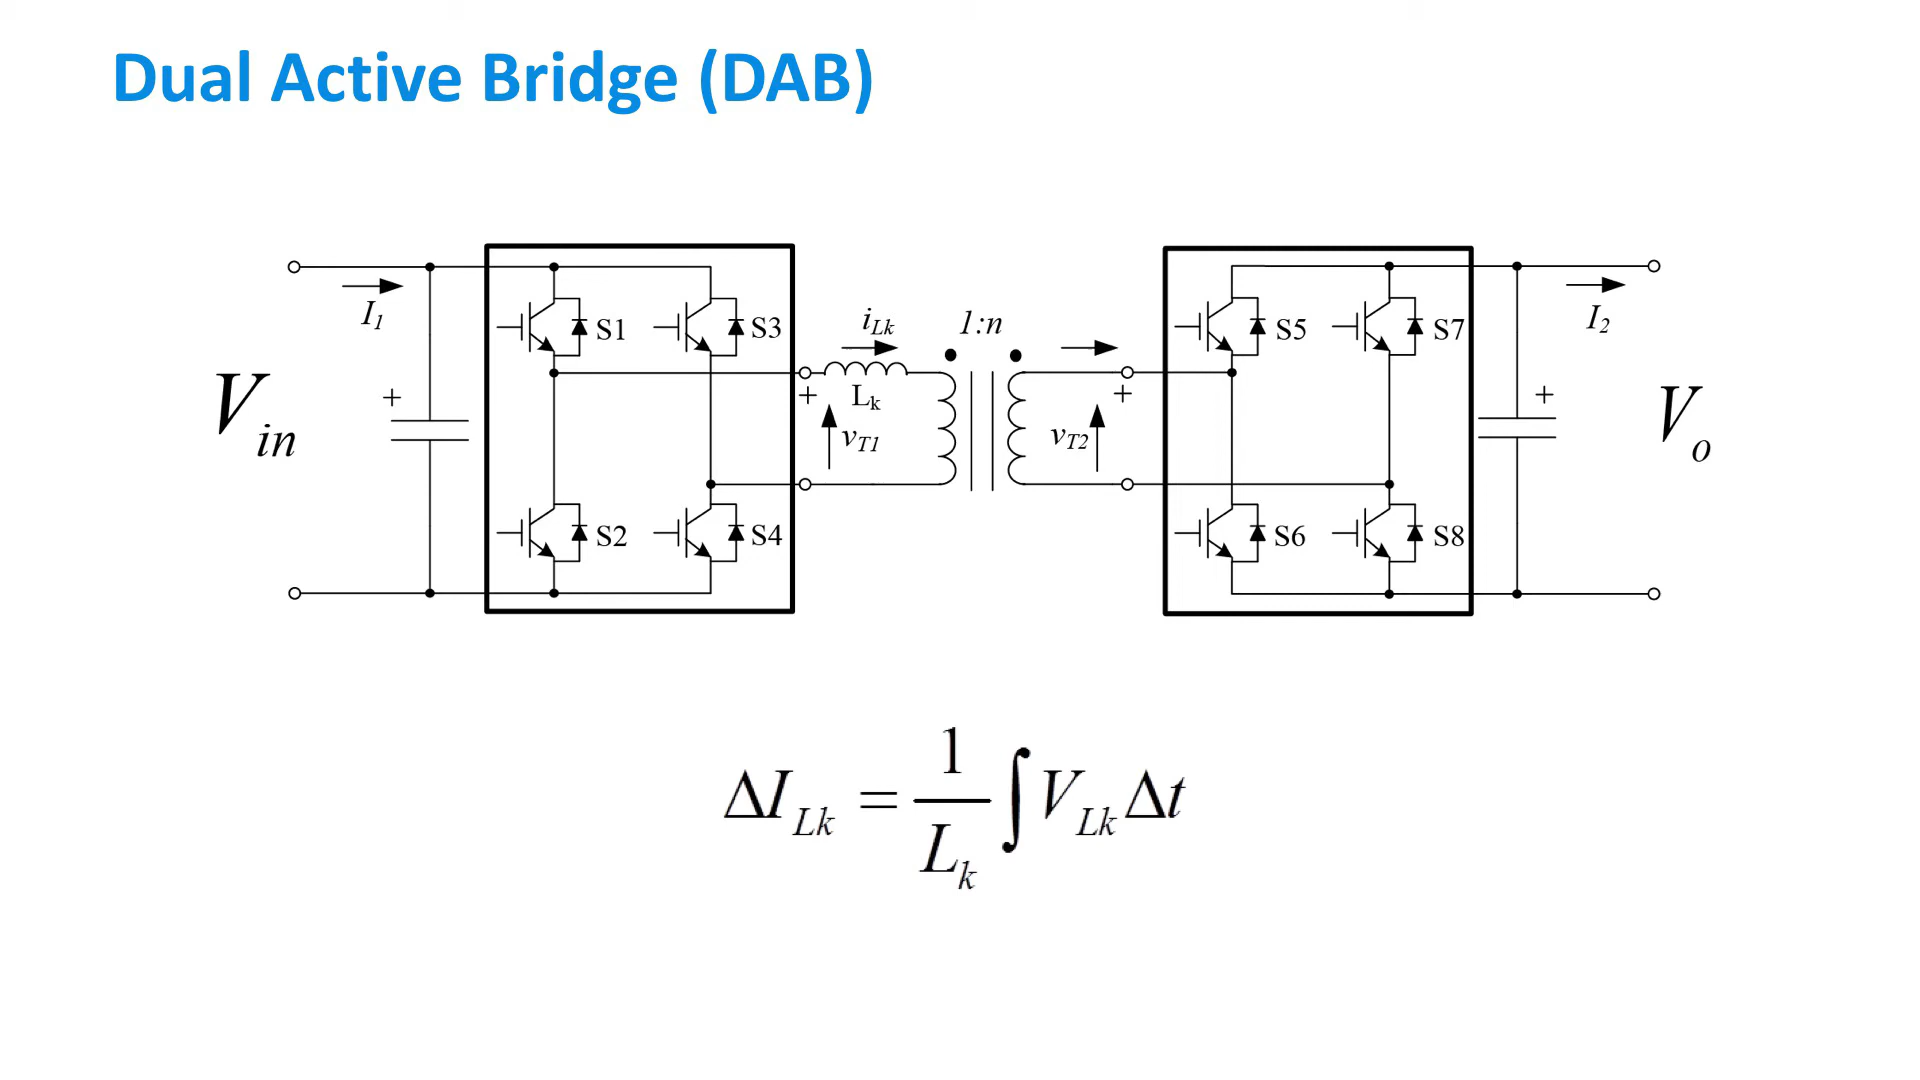 Dual Active Bridge (DAB)
I1
Vin
+
S1
S3
S2
S4
iLk
1:n
+
Lk
vT1
vT2
+
S5
S7
S6
S8
I2
+
Vo
ΔILk = 1/Lk ∫ VLk Δt